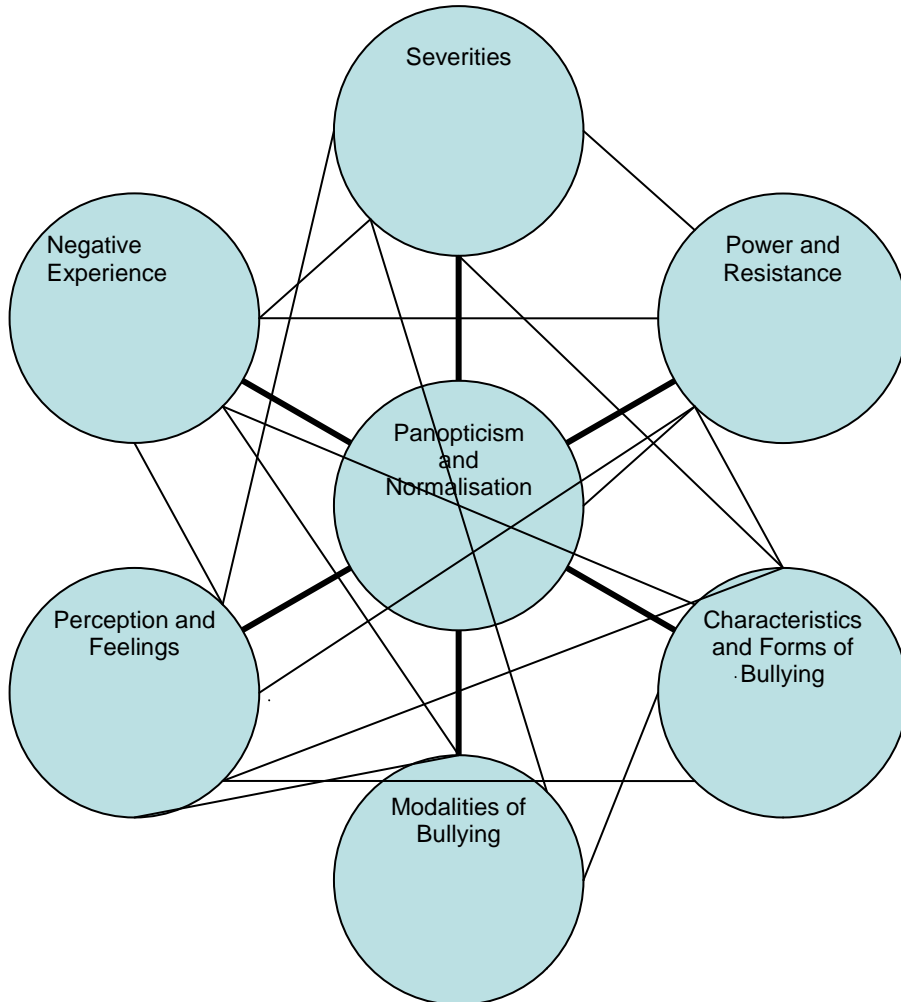 Severities
Negative
Experience
Power and
Resistance
Panopticism
and
Normalisation
Perception and
Feelings
Characteristics
and Forms of
Bullying
Modalities of
Bullying